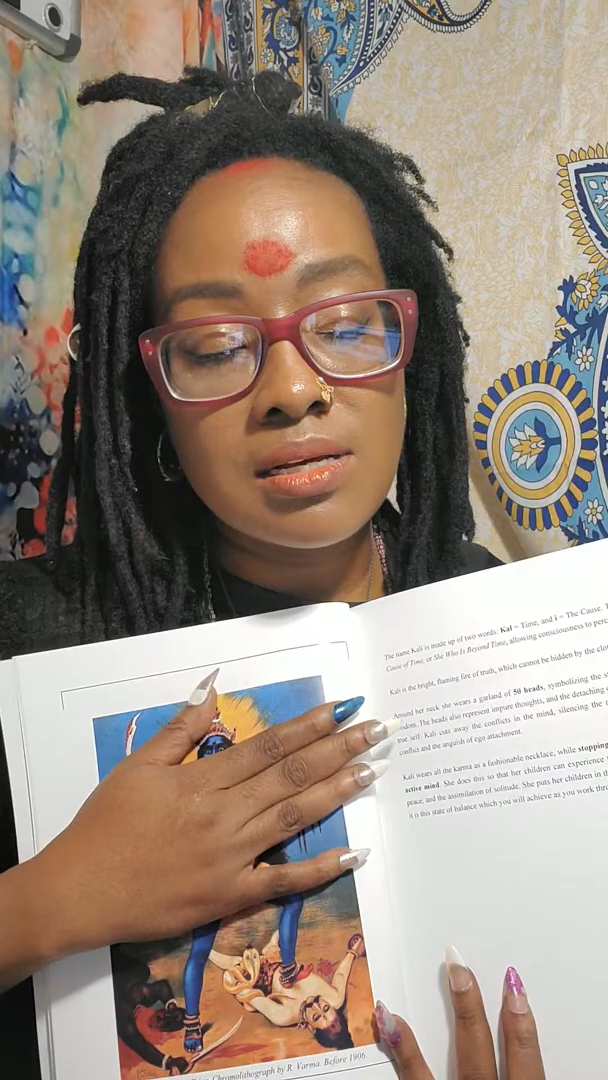 The name Kali is made up of two words: Kal = Time, and i = The Cause.
Cause of Time, or She Who Is Beyond Time, allowing consciousness to
Kali is the bright, flaming fire of truth, which cannot be hidden by the
Around her neck she wears a garland of 50 heads, symbolizing the
The heads also represent impure thoughts, and the detaching
true self. Kali cuts away the conflicts in the mind, silencing the
conflict and the anguish of ego attachment.
Kali wears all the karma as a fashionable necklace, while stopping
active mind. She does this so that her children can experience
peace, and the assimilation of solitude. She puts her children in
it is this state of balance which you will achieve as you work
Chromolithograph by R. Varma. Before 1906.